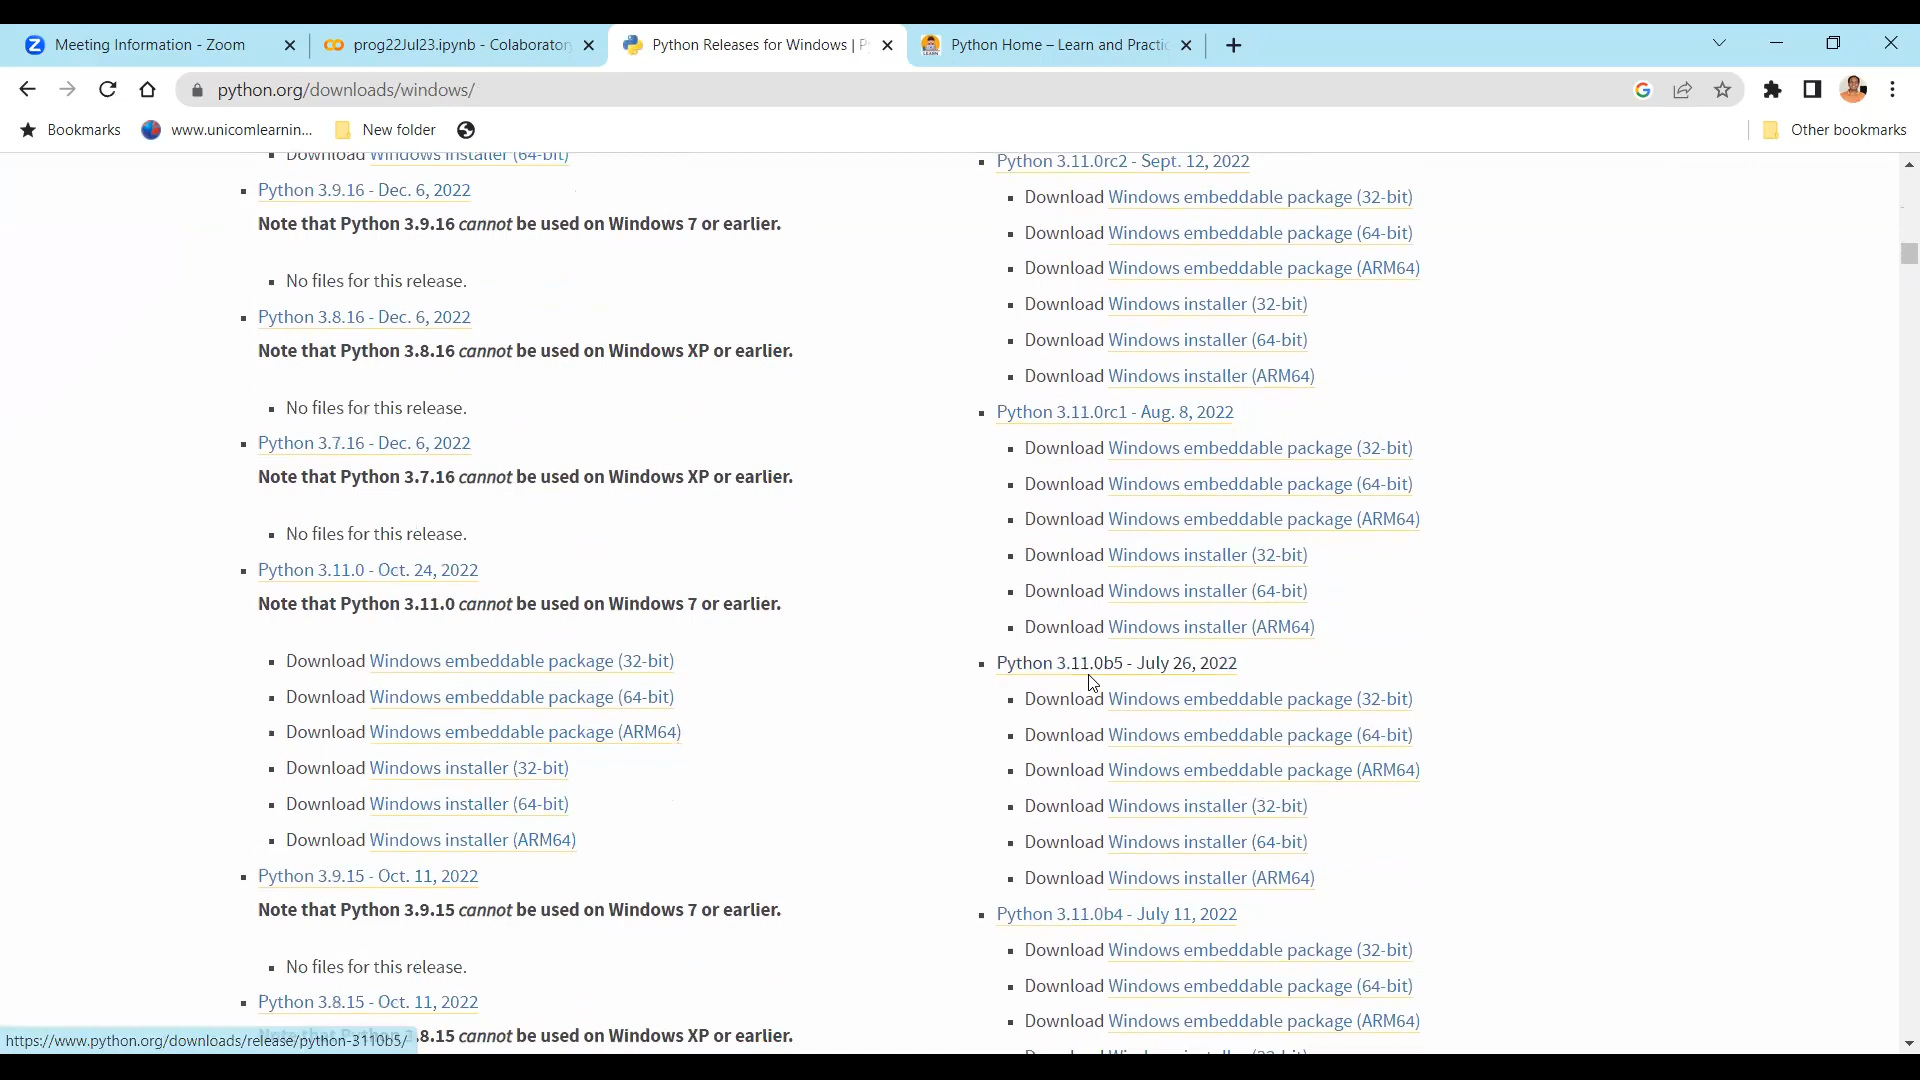 Meeting Information - Zoom
prog22Jul23.ipynb - Colaboratory
Python Releases for Windows | P
Python Home – Learn and Practic
python.org/downloads/windows/
Bookmarks
www.unicomlearnin...
New folder
Other bookmarks
Download Windows installer (64-bit)
Python 3.9.16 - Dec. 6, 2022
Note that Python 3.9.16 cannot be used on Windows 7 or earlier.
No files for this release.
Python 3.8.16 - Dec. 6, 2022
Note that Python 3.8.16 cannot be used on Windows XP or earlier.
No files for this release.
Python 3.7.16 - Dec. 6, 2022
Note that Python 3.7.16 cannot be used on Windows XP or earlier.
No files for this release.
Python 3.11.0 - Oct. 24, 2022
Note that Python 3.11.0 cannot be used on Windows 7 or earlier.
Download Windows embeddable package (32-bit)
Download Windows embeddable package (64-bit)
Download Windows embeddable package (ARM64)
Download Windows installer (32-bit)
Download Windows installer (64-bit)
Download Windows installer (ARM64)
Python 3.9.15 - Oct. 11, 2022
Note that Python 3.9.15 cannot be used on Windows 7 or earlier.
No files for this release.
Python 3.8.15 - Oct. 11, 2022
Note that Python 3.8.15 cannot be used on Windows XP or earlier.
Python 3.11.0rc2 - Sept. 12, 2022
Download Windows embeddable package (32-bit)
Download Windows embeddable package (64-bit)
Download Windows embeddable package (ARM64)
Download Windows installer (32-bit)
Download Windows installer (64-bit)
Download Windows installer (ARM64)
Python 3.11.0rc1 - Aug. 8, 2022
Download Windows embeddable package (32-bit)
Download Windows embeddable package (64-bit)
Download Windows embeddable package (ARM64)
Download Windows installer (32-bit)
Download Windows installer (64-bit)
Download Windows installer (ARM64)
Python 3.11.0b5 - July 26, 2022
Download Windows embeddable package (32-bit)
Download Windows embeddable package (64-bit)
Download Windows embeddable package (ARM64)
Download Windows installer (32-bit)
Download Windows installer (64-bit)
Download Windows installer (ARM64)
Python 3.11.0b4 - July 11, 2022
Download Windows embeddable package (32-bit)
Download Windows embeddable package (64-bit)
Download Windows embeddable package (ARM64)
Download Windows installer (32-bit)
https://www.python.org/downloads/release/python-3110b5/